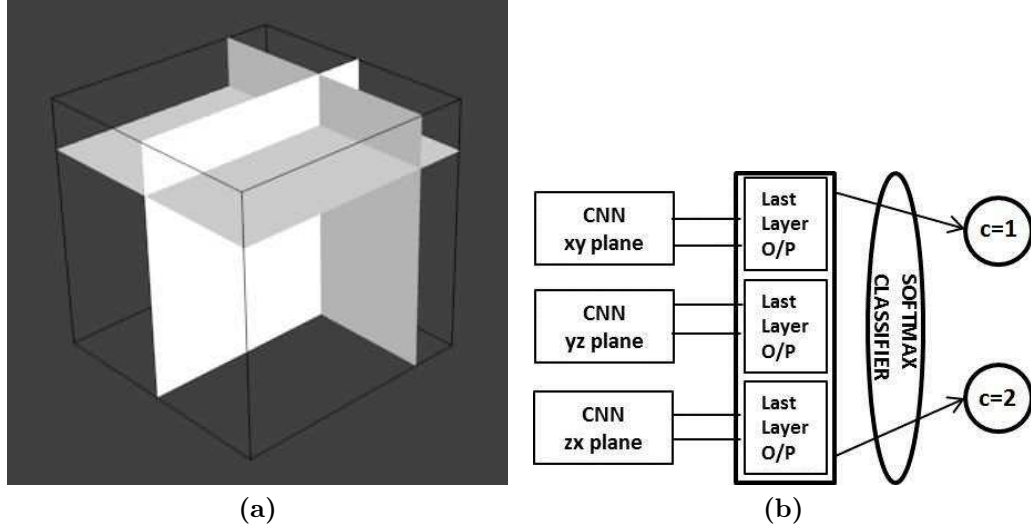 CNN
xy plane
Last
Layer
O/P
CNN
yz plane
Last
Layer
O/P
CNN
zx plane
Last
Layer
O/P
SOFTMAX
CLASSIFIER
c=1
c=2
(a)
(b)